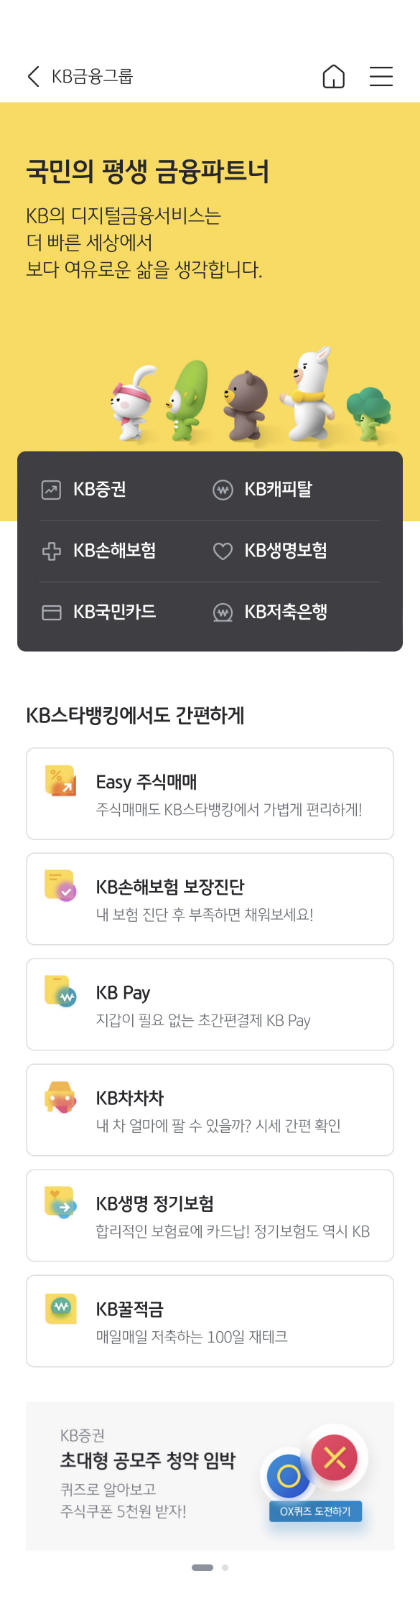 KB금융그룹
국민의 평생 금융파트너
KB의 디지털금융서비스는
더 빠른 세상에서
보다 여유로운 삶을 생각합니다.
KB증권
KB캐피탈
KB손해보험
KB생명보험
KB국민카드
KB저축은행
KB스타뱅킹에서도 간편하게
Easy 주식매매
주식매매도 KB스타뱅킹에서 가볍게 편리하게!
KB손해보험 보장진단
내 보험 진단 후 부족하면 채워보세요!
KB Pay
지갑이 필요 없는 초간편결제 KB Pay
KB차차차
내 차 얼마에 팔 수 있을까? 시세 간편 확인
KB생명 정기보험
합리적인 보험료에 카드납! 정기보험도 역시 KB
KB꿀적금
매일매일 저축하는 100일 재테크
KB증권
초대형 공모주 청약 임박
퀴즈로 알아보고
주식쿠폰 5천원 받자!
OX퀴즈 도전하기